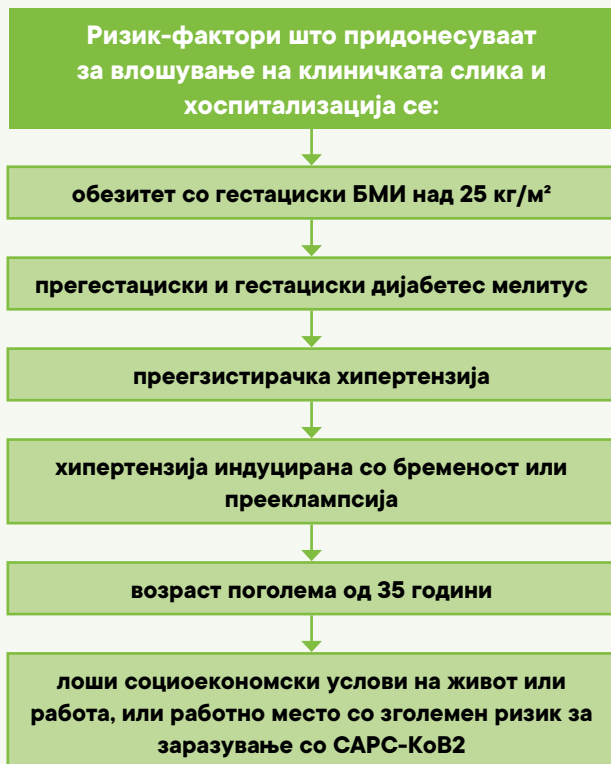 Ризик-фактори што придонесуваат
за влошување на клиничката слика и
хоспитализација се:
обезитет со гестациски БМИ над 25 кг/м²
прегестациски и гестациски дијабетес мелитус
преегзистирачка хипертензија
хипертензија индуцирана со бременост или
прееклампсија
возраст поголема од 35 години
лоши социоекономски услови на живот или
работа, или работно место со зголемен ризик за
заразување со САРС-КоВ2